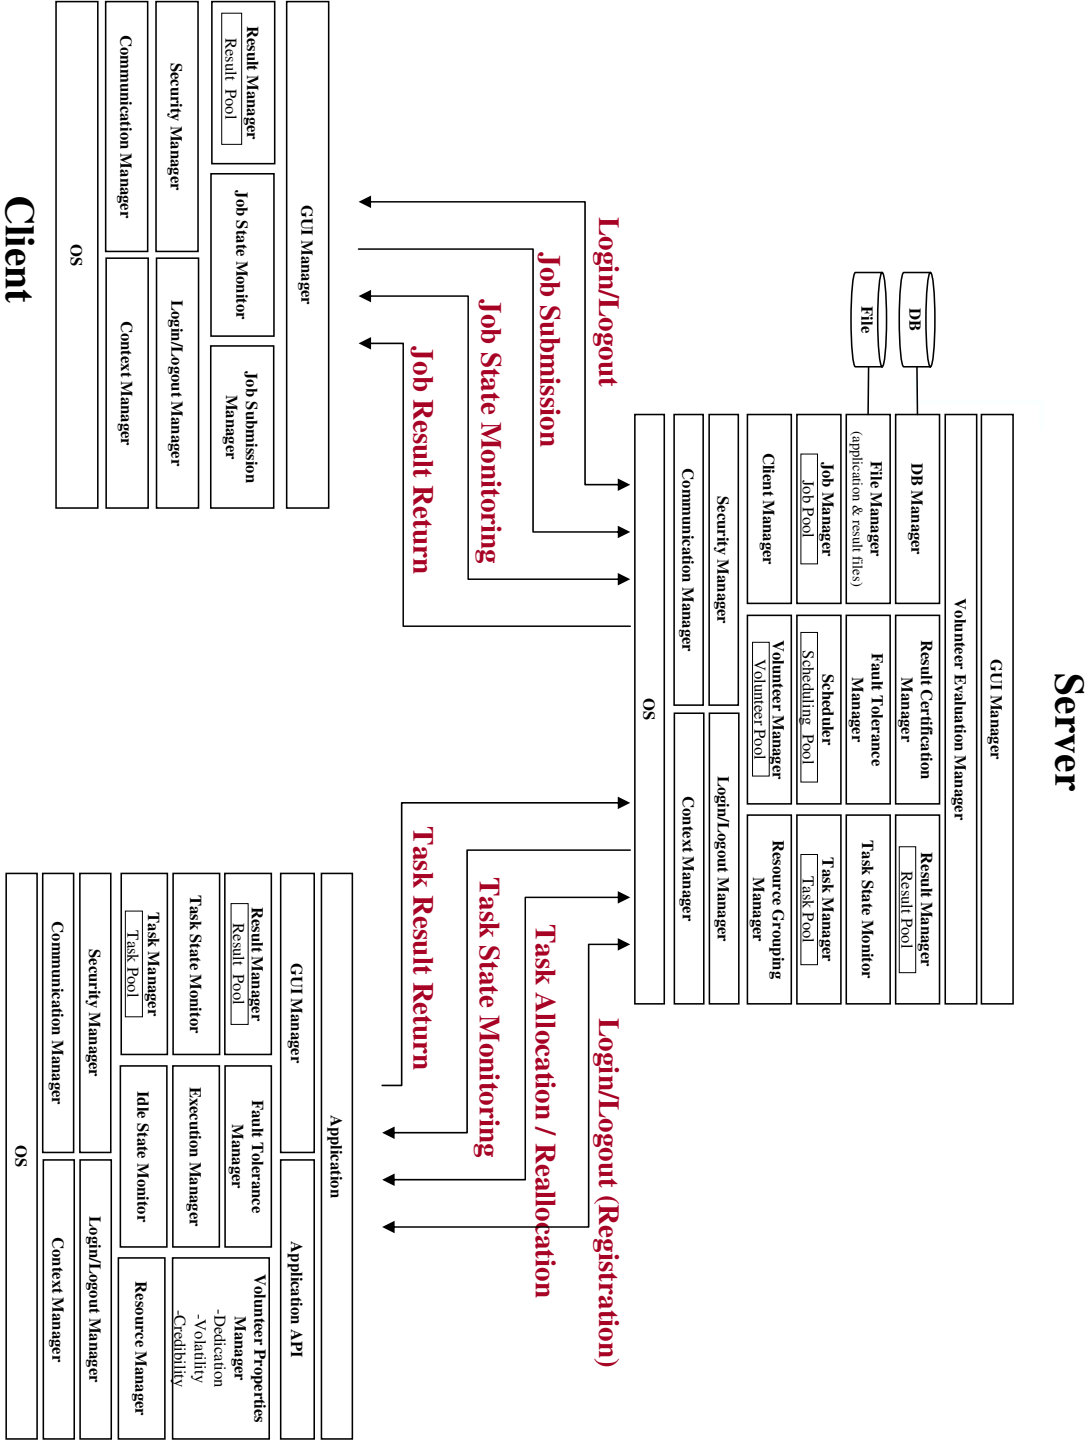 Server
GUI Manager
Volunteer Evaluation Manager
DB
DB Manager
Result Certification
Manager
Result Manager
Result Pool
File
File Manager
(application & result files)
Fault Tolerance
Manager
Task State Monitor
Job Manager
Job Pool
Scheduler
Scheduling Pool
Task Manager
Task Pool
Client Manager
Volunteer Manager
Volunteer Pool
Resource Grouping
Manager
Security Manager
Login/Logout Manager
Communication Manager
Context Manager
OS
Login/Logout
Job Submission
Job State Monitoring
Job Result Return
Login/Logout (Registration)
Task Allocation / Reallocation
Task State Monitoring
Task Result Return
GUI Manager
Result Manager
Result Pool
Job State Monitor
Job Submission
Manager
Security Manager
Login/Logout Manager
Communication Manager
Context Manager
OS
Client
Application
GUI Manager
Application API
Result Manager
Result Pool
Fault Tolerance
Manager
Volunteer Properties
Manager
-Dedication
-Volatility
-Credibility
Task State Monitor
Execution Manager
Task Manager
Task Pool
Idle State Monitor
Resource Manager
Security Manager
Login/Logout Manager
Communication Manager
Context Manager
OS